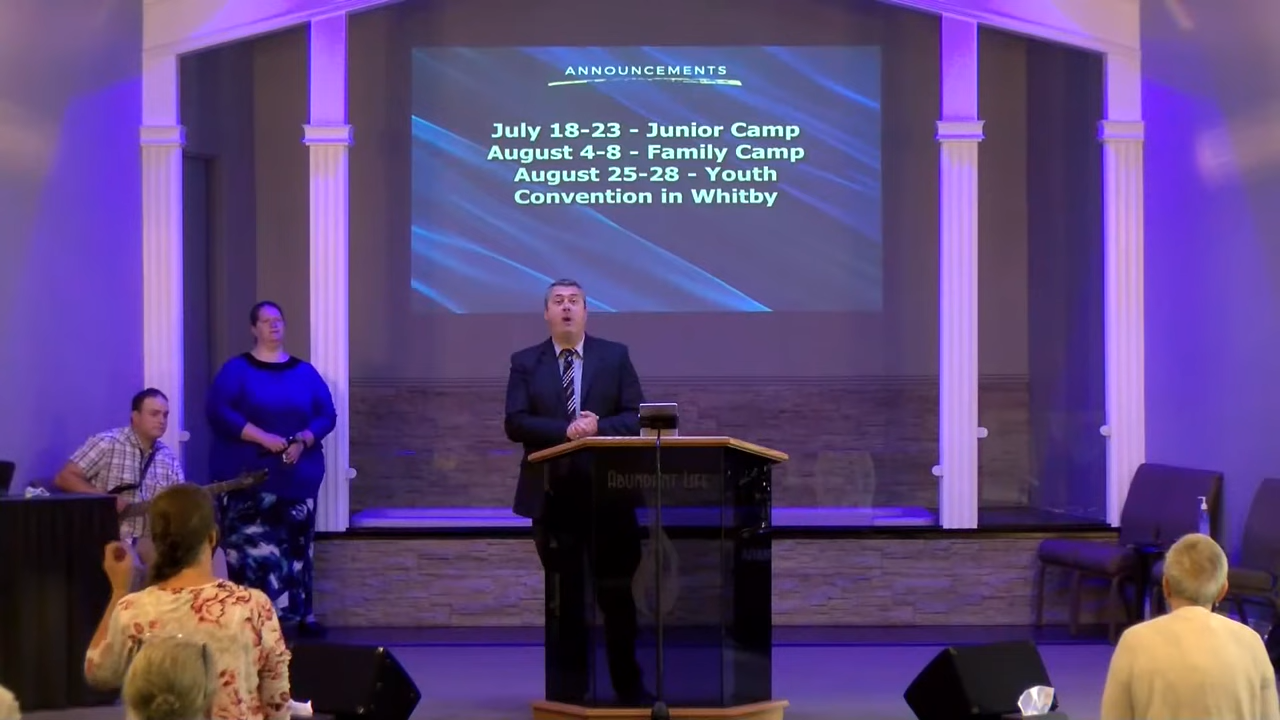 ANNOUNCEMENTS
July 18-23 - Junior Camp
August 4-8 - Family Camp
August 25-28 - Youth
Convention in Whitby
ABUNDANT LIFE